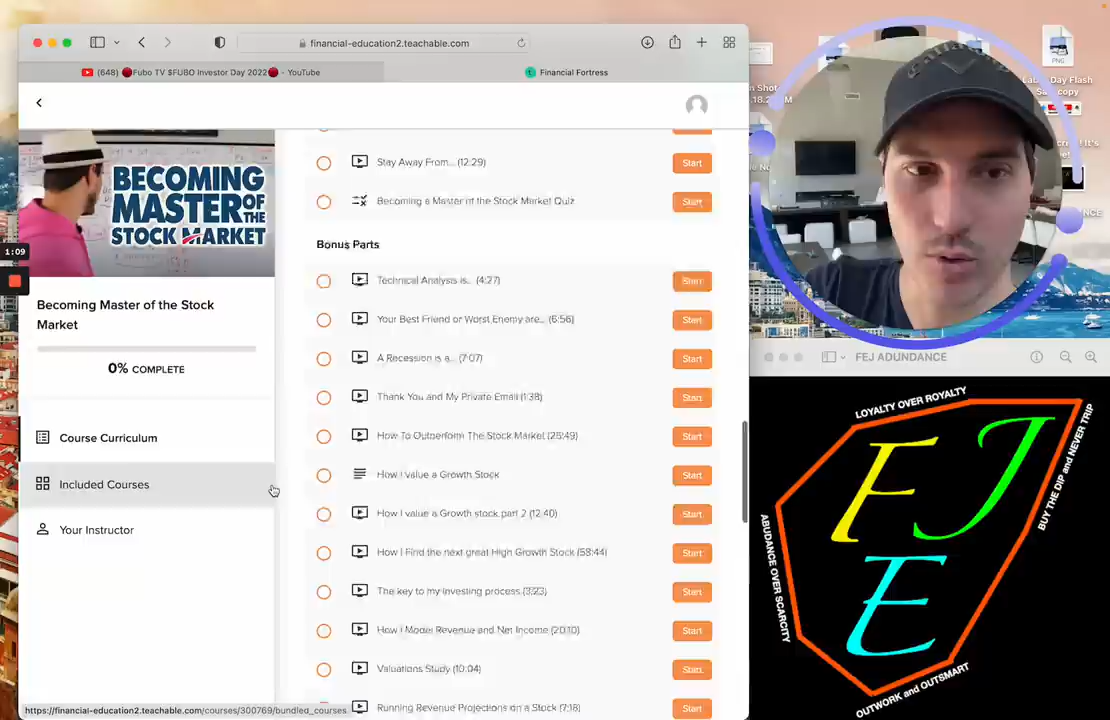 financial-education2.teachable.com
(648) 🔴Fubo TV $FUBO Investor Day 2022🔴 - YouTube
Financial Fortress
BECOMING
MASTER OF
THE
STOCK MARKET
1:09
Becoming Master of the Stock
Market
0% COMPLETE
Course Curriculum
Included Courses
Your Instructor
Stay Away From... (12:29)
Start
Becoming a Master of the Stock Market Quiz
Start
Bonus Parts
Technical Analysis is.. (4:27)
Start
Your Best Friend or Worst Enemy are... (6:56)
Start
A Recession is a... (7:07)
Start
Thank You and My Private Email (1:38)
Start
How To Outperform The Stock Market (25:49)
Start
How I value a Growth Stock
Start
How I value a Growth stock part 2 (12:40)
Start
How I Find the next great High Growth Stock (58:44)
Start
The key to my investing process (3:23)
Start
How I Model Revenue and Net Income (20:10)
Start
Valuations Study (10:04)
Start
Running Revenue Projections on a Stock (7:18)
Start
https://financial-education2.teachable.com/courses/300769/bundled_courses
PNG
Day Flash
copy
FEJ ADUNDANCE
LOYALTY OVER ROYALTY
BUY THE DIP and NEVER TRIP
ABUDANCE OVER SCARCITY
OUTWORK and OUTSMART
F J
E